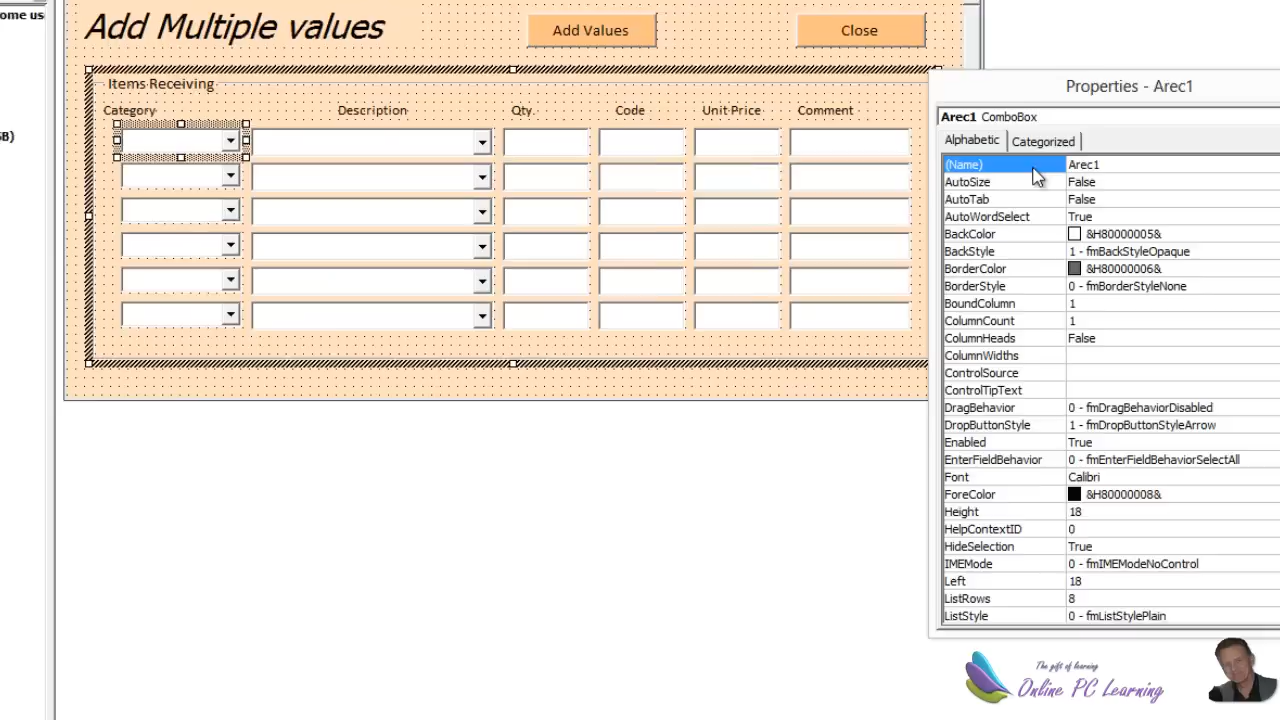 ome us
B)
Add Multiple values
Add Values
Close
Items Receiving
Category Description Qty. Code Unit Price Comment
Properties - Arec1
Arec1 ComboBox
Alphabetic Categorized
(Name) Arec1
AutoSize False
AutoTab False
AutoWordSelect True
BackColor &H80000005&
BackStyle 1 - fmBackStyleOpaque
BorderColor &H80000006&
BorderStyle 0 - fmBorderStyleNone
BoundColumn 1
ColumnCount 1
ColumnHeads False
ColumnWidths
ControlSource
ControlTipText
DragBehavior 0 - fmDragBehaviorDisabled
DropButtonStyle 1 - fmDropButtonStyleArrow
Enabled True
EnterFieldBehavior 0 - fmEnterFieldBehaviorSelectAll
Font Calibri
ForeColor &H80000008&
Height 18
HelpContextID 0
HideSelection True
IMEMode 0 - fmIMEModeNoControl
Left 18
ListRows 8
ListStyle 0 - fmListStylePlain
The gift of learning
Online PC Learning